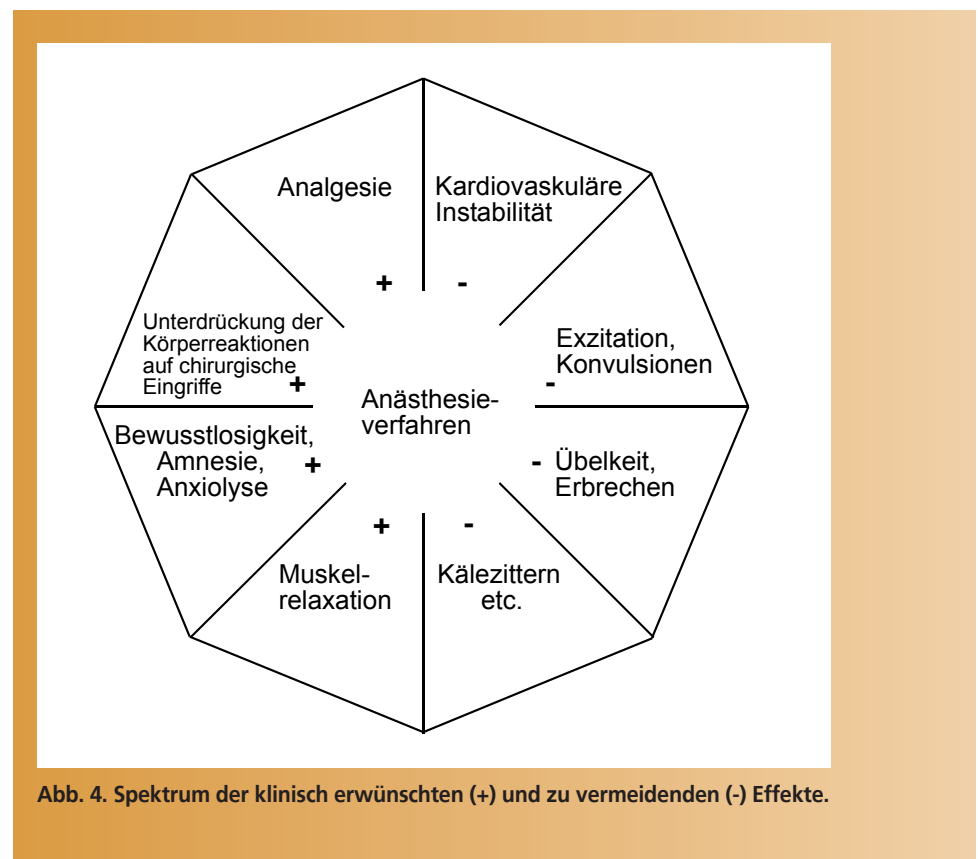 Analgesie
Kardiovaskuläre
Instabilität
+
-
Unterdrückung der
Körperreaktionen
auf chirurgische
Eingriffe
+
Exzitation,
Konvulsionen
-
Anästhesie-
verfahren
Bewusstlosigkeit,
Amnesie,
Anxiolyse
+
- Übelkeit,
Erbrechen
+
-
Muskel-
relaxation
Kälezittern
etc.
Abb. 4. Spektrum der klinisch erwünschten (+) und zu vermeidenden (-) Effekte.